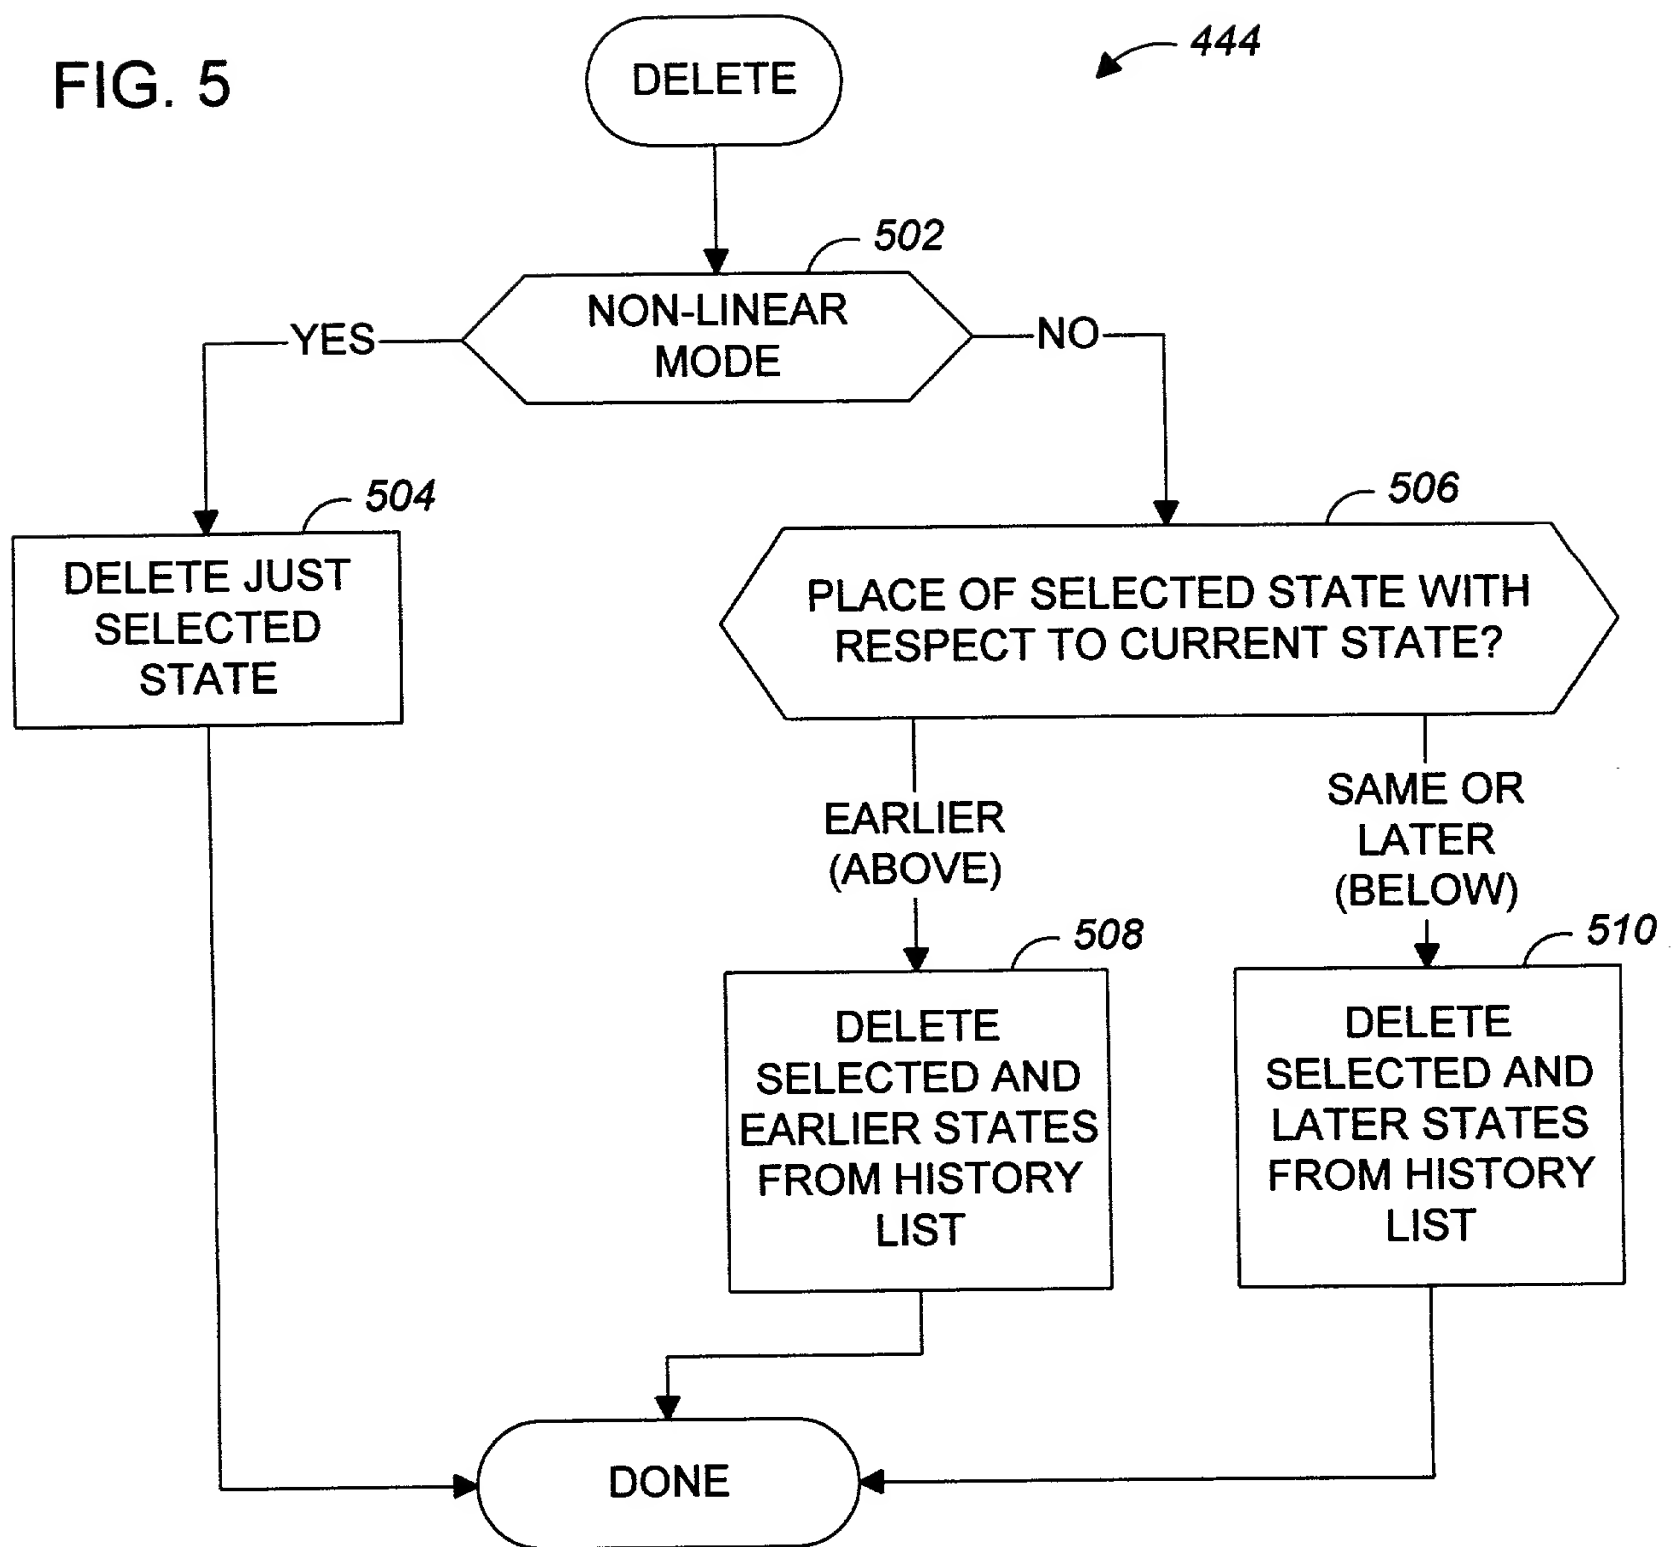 FIG. 5
DELETE
444
502
NON-LINEAR
MODE
YES
NO
504
DELETE JUST
SELECTED
STATE
506
PLACE OF SELECTED STATE WITH
RESPECT TO CURRENT STATE?
EARLIER
(ABOVE)
SAME OR
LATER
(BELOW)
508
DELETE
SELECTED AND
EARLIER STATES
FROM HISTORY
LIST
510
DELETE
SELECTED AND
LATER STATES
FROM HISTORY
LIST
DONE